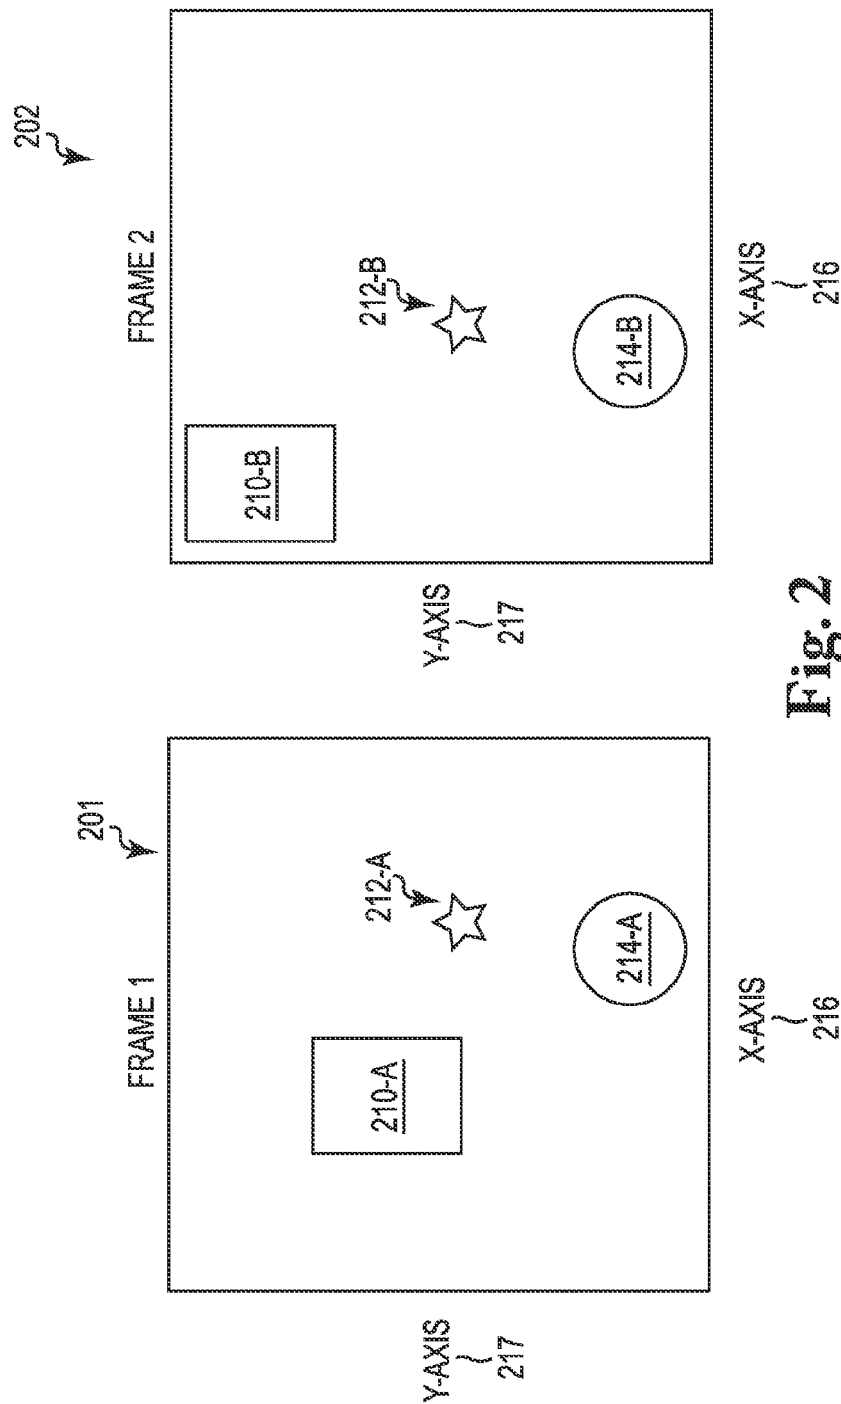 201
FRAME 1
212-A
210-A
214-A
Y-AXIS
217
X-AXIS
216
202
FRAME 2
212-B
210-B
214-B
Y-AXIS
217
X-AXIS
216
Fig. 2